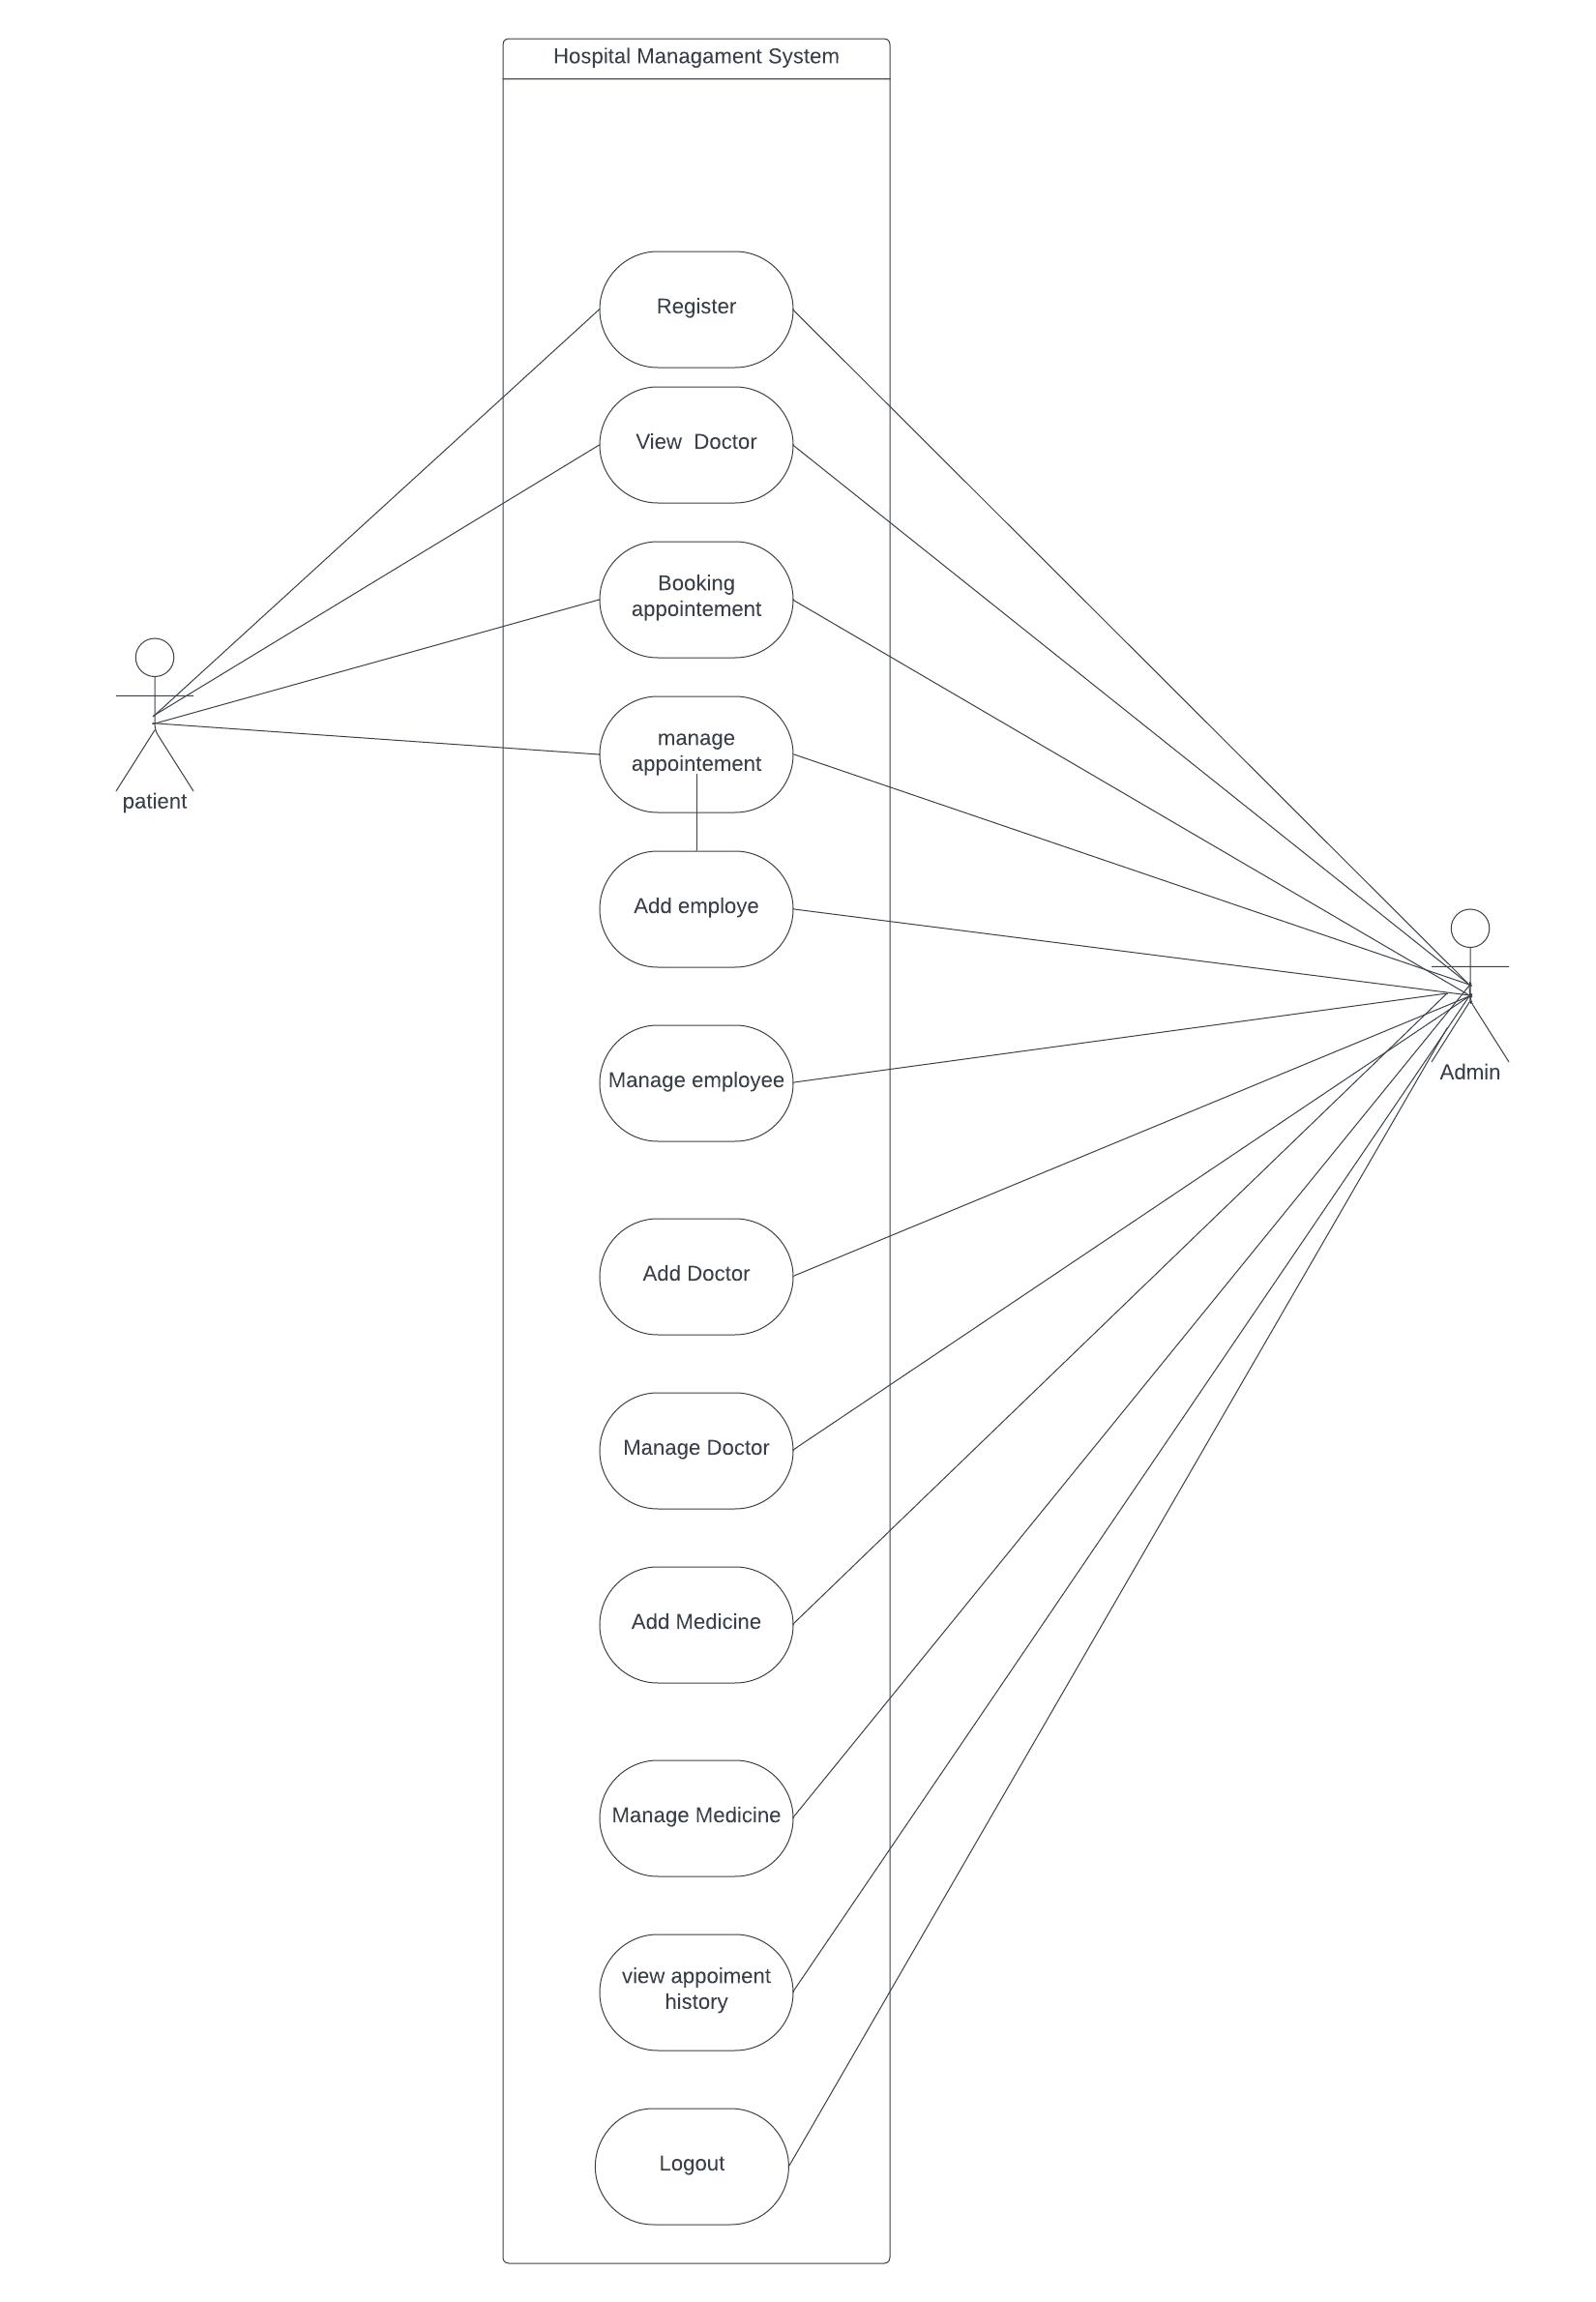 Hospital Managament System
Register
View  Doctor
Booking
appointement
manage
appointement
patient
Add employe
Admin
Manage employee
Add Doctor
Manage Doctor
Add Medicine
Manage Medicine
view appoiment
history
Logout